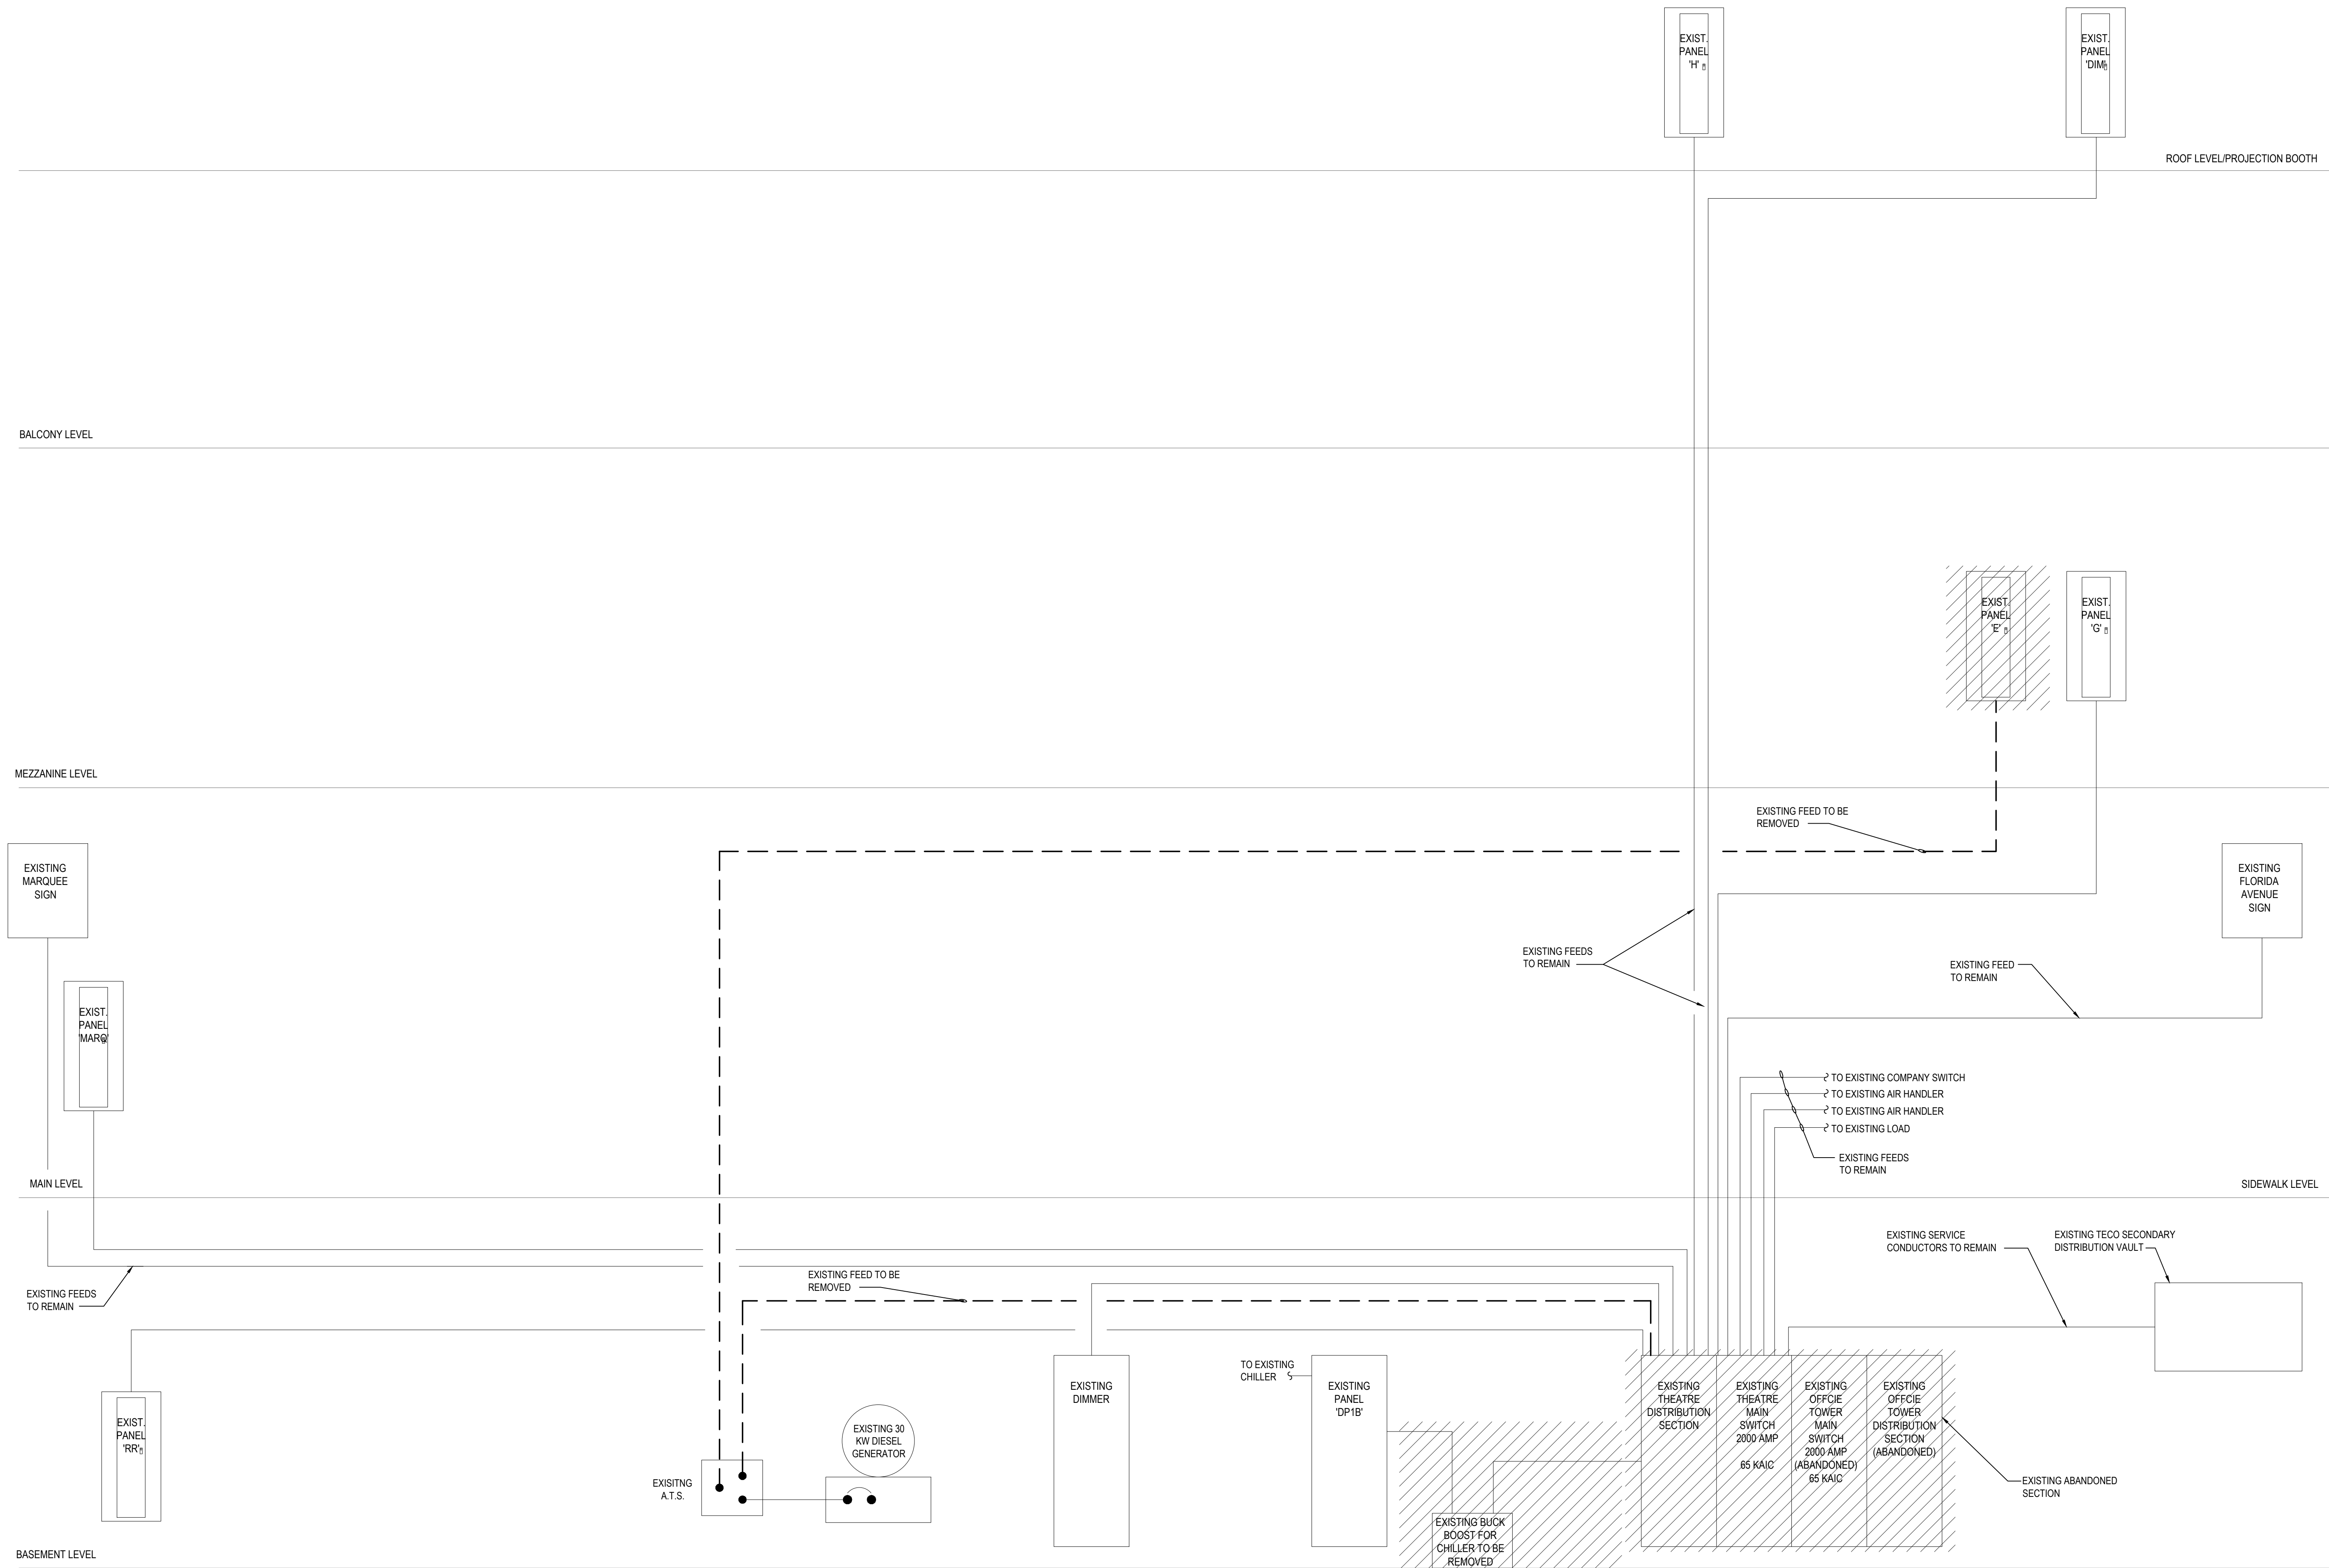 EXIST.
PANEL
'H'
EXIST.
PANEL
'DIM'
ROOF LEVEL/PROJECTION BOOTH
BALCONY LEVEL
EXIST.
PANEL
'E'
EXIST.
PANEL
'G'
MEZZANINE LEVEL
EXISTING FEED TO BE
REMOVED
EXISTING
MARQUEE
SIGN
EXISTING
FLORIDA
AVENUE
SIGN
EXISTING FEEDS
TO REMAIN
EXISTING FEED
TO REMAIN
EXIST.
PANEL
'MARQ'
TO EXISTING COMPANY SWITCH
TO EXISTING AIR HANDLER
TO EXISTING AIR HANDLER
TO EXISTING LOAD
EXISTING FEEDS
TO REMAIN
MAIN LEVEL
SIDEWALK LEVEL
EXISTING SERVICE
CONDUCTORS TO REMAIN
EXISTING TECO SECONDARY
DISTRIBUTION VAULT
EXISTING FEEDS
TO REMAIN
EXISTING FEED TO BE
REMOVED
EXIST.
PANEL
'RR'
EXISITNG
A.T.S.
EXISTING 30
KW DIESEL
GENERATOR
EXISTING
DIMMER
TO EXISTING
CHILLER
EXISTING
PANEL
'DP1B'
EXISTING BUCK
BOOST FOR
CHILLER TO BE
REMOVED
EXISTING
THEATRE
DISTRIBUTION
SECTION
EXISTING
THEATRE
MAIN
SWITCH
2000 AMP
65 KAIC
EXISTING
OFFCIE
TOWER
MAIN
SWITCH
2000 AMP
(ABANDONED)
65 KAIC
EXISTING
OFFCIE
TOWER
DISTRIBUTION
SECTION
(ABANDONED)
EXISTING ABANDONED
SECTION
BASEMENT LEVEL